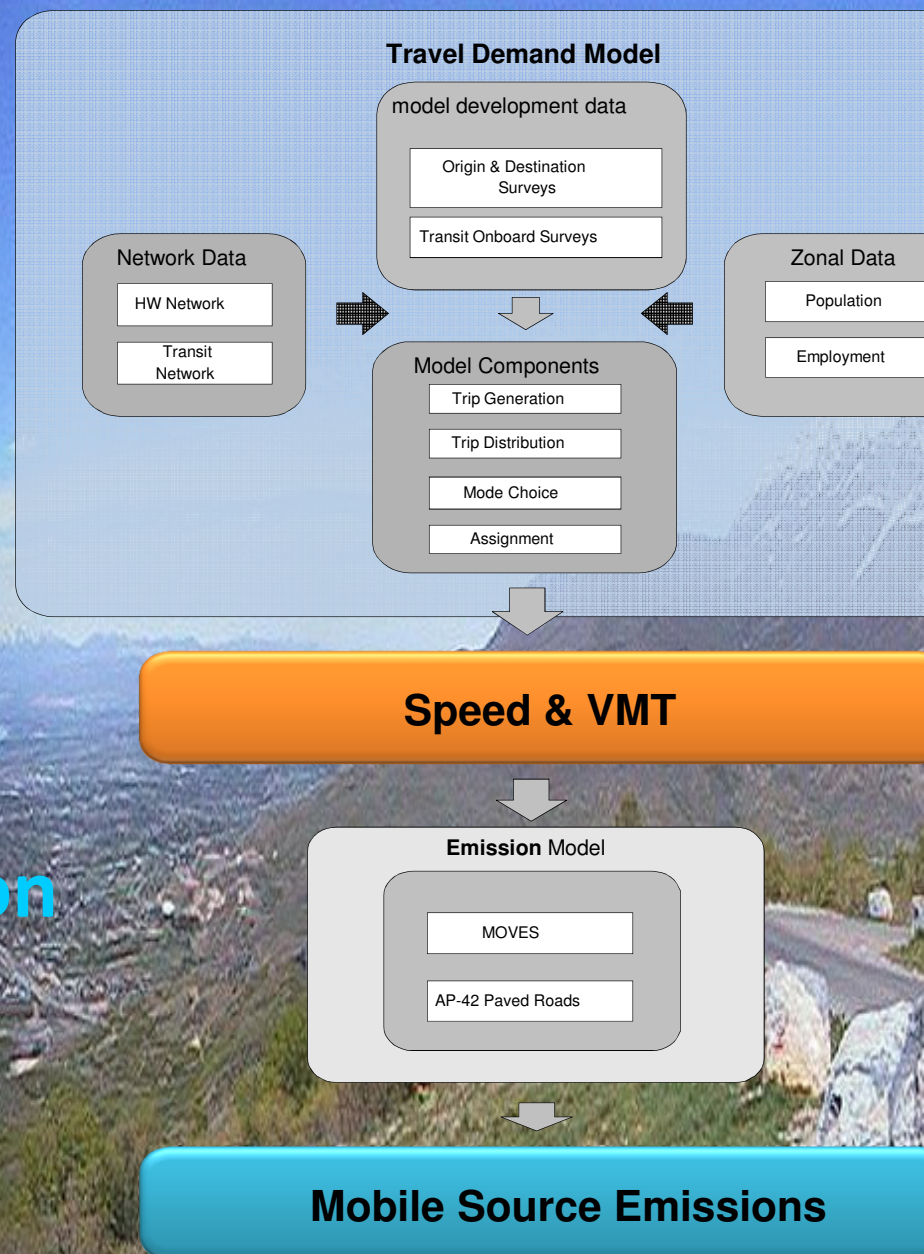 Travel Demand Model
model development data
Origin & Destination
Surveys
Transit Onboard Surveys
Network Data
HW Network
Transit
Network
Zonal Data
Population
Employment
Model Components
Trip Generation
Trip Distribution
Mode Choice
Assignment
Speed & VMT
Emission Model
MOVES
AP-42 Paved Roads
on
Mobile Source Emissions